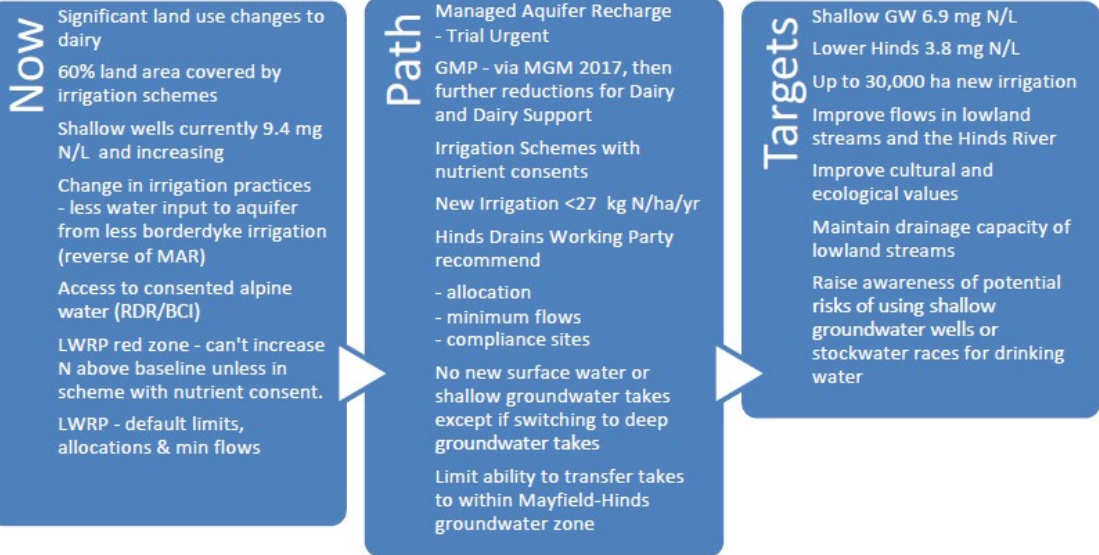 Now
Significant land use changes to
dairy
60% land area covered by
irrigation schemes
Shallow wells currently 9.4 mg
N/L and increasing
Change in irrigation practices
- less water input to aquifer
from less borderdyke irrigation
(reverse of MAR)
Access to consented alpine
water (RDR/BCI)
LWRP red zone - can't increase
N above baseline unless in
scheme with nutrient consent.
LWRP - default limits,
allocations & min flows
Path
Managed Aquifer Recharge
- Trial Urgent
GMP - via MGM 2017, then
further reductions for Dairy
and Dairy Support
Irrigation Schemes with
nutrient consents
New Irrigation <27 kg N/ha/yr
Hinds Drains Working Party
recommend
- allocation
- minimum flows
- compliance sites
No new surface water or
shallow groundwater takes
except if switching to deep
groundwater takes
Limit ability to transfer takes
to within Mayfield-Hinds
groundwater zone
Targets
Shallow GW 6.9 mg N/L
Lower Hinds 3.8 mg N/L
Up to 30,000 ha new irrigation
Improve flows in lowland
streams and the Hinds River
Improve cultural and
ecological values
Maintain drainage capacity of
lowland streams
Raise awareness of potential
risks of using shallow
groundwater wells or
stockwater races for drinking
water